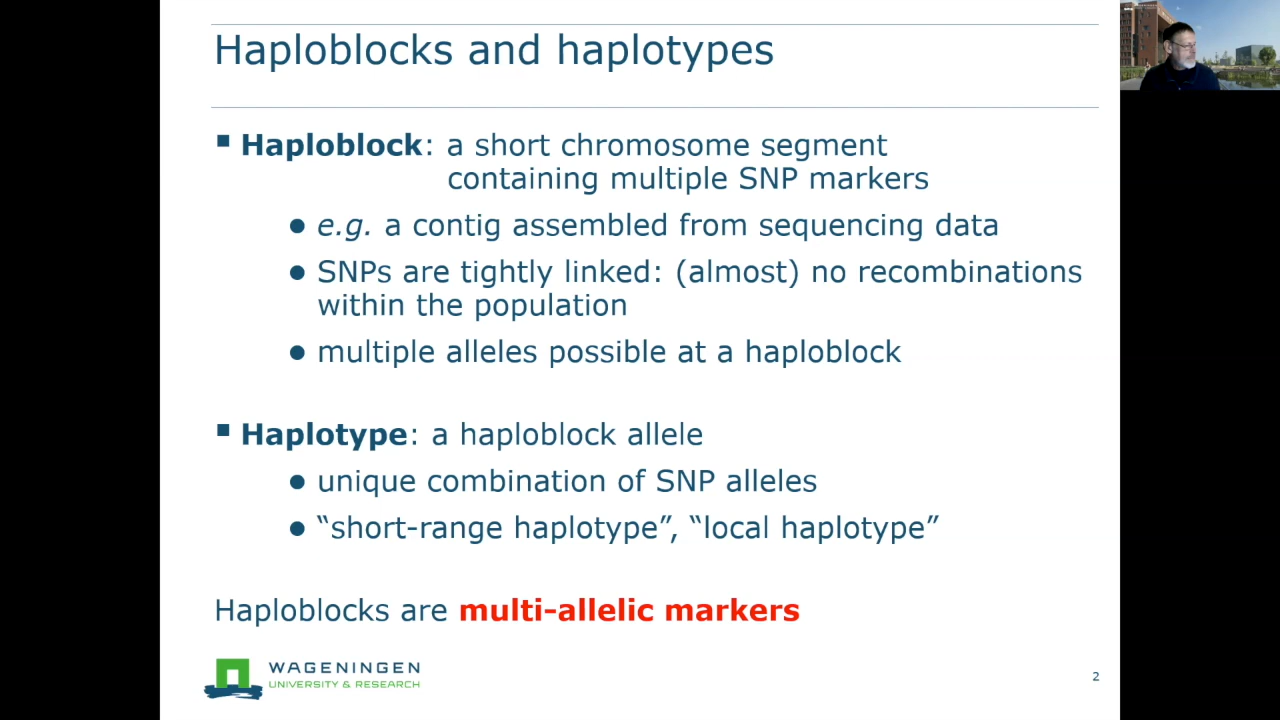 Haploblocks and haplotypes
Haploblock: a short chromosome segment
containing multiple SNP markers
e.g. a contig assembled from sequencing data
SNPs are tightly linked: (almost) no recombinations
within the population
multiple alleles possible at a haploblock
Haplotype: a haploblock allele
unique combination of SNP alleles
“short-range haplotype”, “local haplotype”
Haploblocks are multi-allelic markers
WAGENINGEN
UNIVERSITY & RESEARCH
2